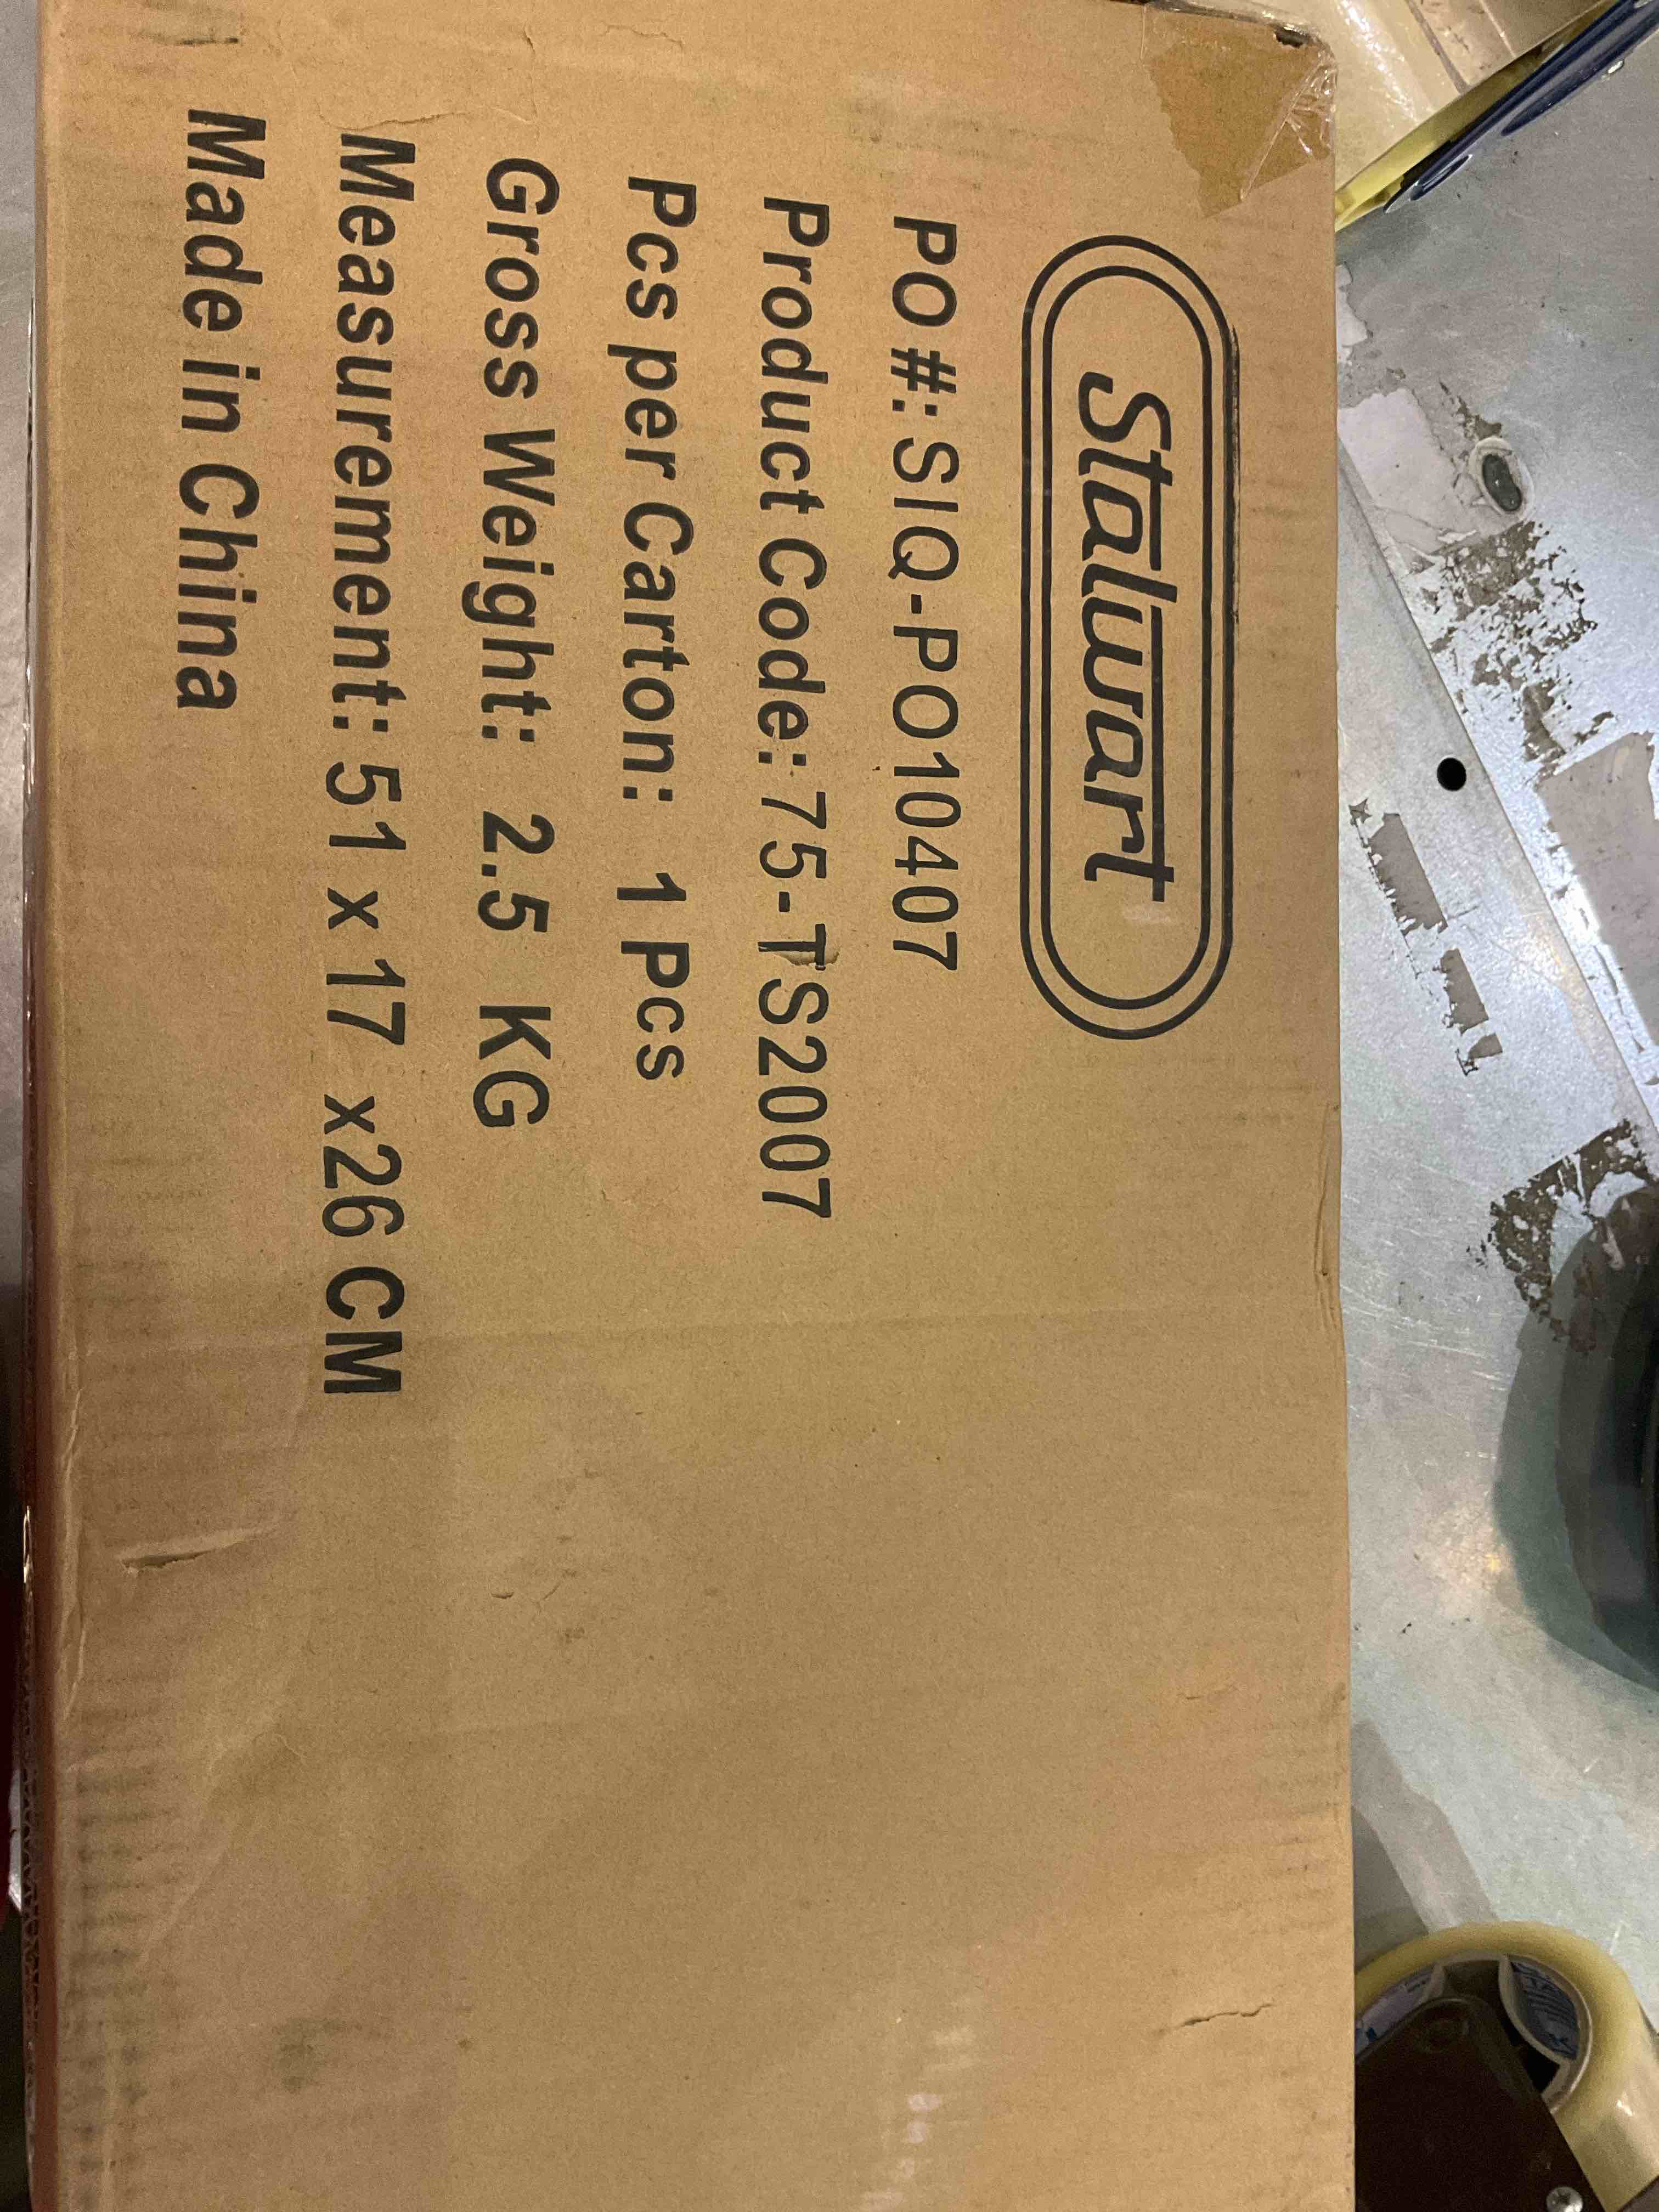 Stalwart
PO #: SIQ-PO10407
Product Code: 75-TS2007
Pcs per Carton: 1 Pcs
Gross Weight: 2.5 KG
Measurement: 51 x 17 x26 CM
Made in China